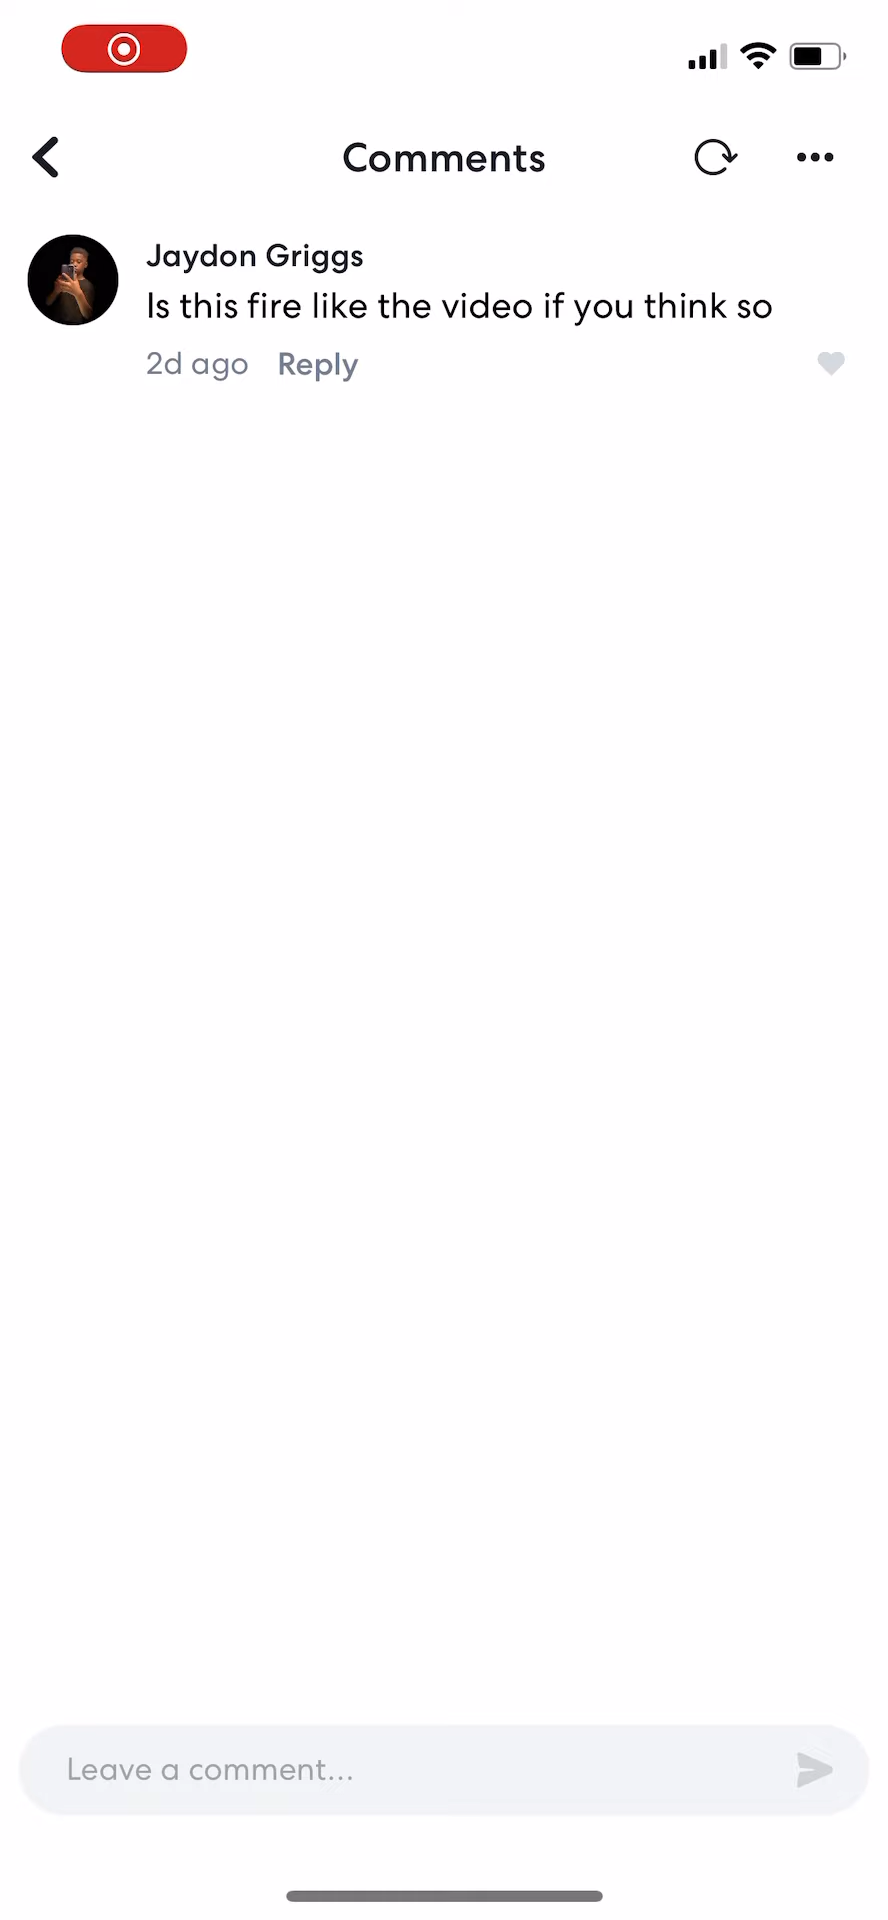 Comments
Jaydon Griggs
Is this fire like the video if you think so
2d ago Reply
Leave a comment...